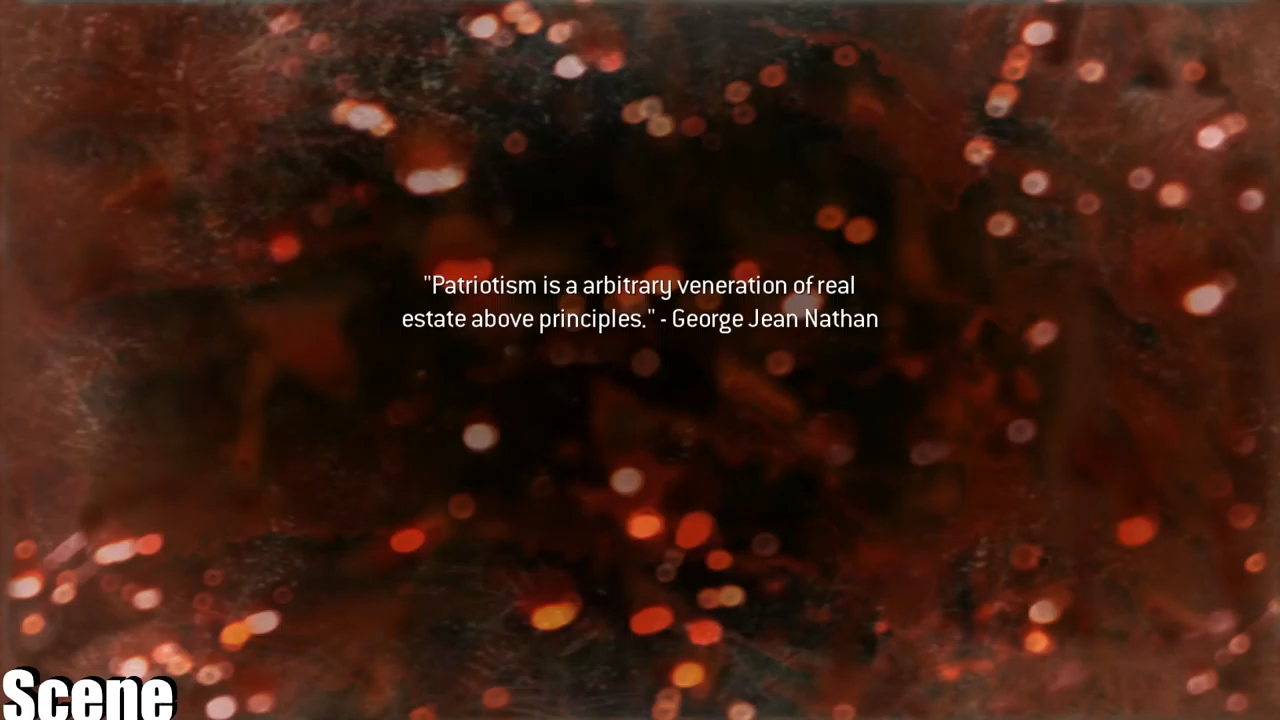 "Patriotism is a arbitrary veneration of real
estate above principles." - George Jean Nathan
Scene